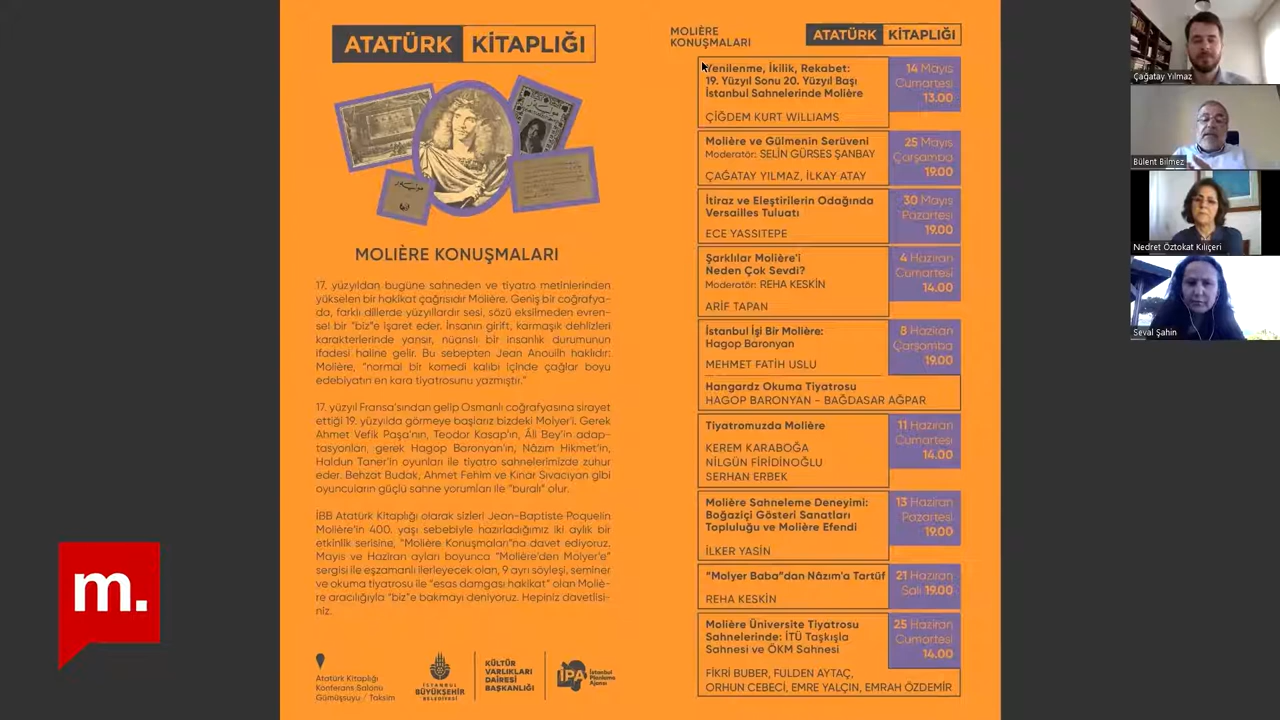 ATATÜRK KİTAPLIĞI
MOLIÈRE KONUŞMALARI
17. yüzyıldan bugüne sahneden ve tiyatro metinlerinden
yükselen bir hakikat çağrısıdır Molière. Geniş bir coğrafya-
da, farklı dillerde yüzyıllardır sesi, sözü eksilmeden evren-
sel bir "biz"e işaret eder. İnsanın girift, karmaşık dehlizleri
karakterlerinde yansır, nüanslı bir insanlık durumunun
ifadesi haline gelir. Bu sebepten Jean Anouilh haklıdır:
Molière, "normal bir komedi kalıbı içinde çağlar boyu
edebiyatın en kara tiyatrosunu yazmıştır."
17. yüzyıl Fransa'sından gelip Osmanlı coğrafyasına sirayet
ettiği 19. yüzyılda görmeye başlarız bizdeki Molyer'i. Gerek
Ahmet Vefik Paşa'nın, Teodor Kasap'ın, Âli Bey'in adap-
tasyonları, gerek Hagop Baronyan'ın, Nâzım Hikmet'in,
Haldun Taner'in oyunları ile tiyatro sahnelerimizde zuhur
eder. Behzat Budak, Ahmet Fehim ve Kınar Sıvacıyan gibi
oyuncuların güçlü sahne yorumları ile "buralı" olur.
İBB Atatürk Kitaplığı olarak sizleri Jean-Baptiste Poquelin
Molière'in 400. yaşı sebebiyle hazırladığımız iki aylık bir
etkinlik serisine, "Molière Konuşmaları"na davet ediyoruz.
Mayıs ve Haziran ayları boyunca "Molière'den Molyer'e"
sergisi ile eşzamanlı ilerleyecek olan, 9 ayrı söyleşi, seminer
ve okuma tiyatrosu ile "esas damgası hakikat" olan Moliè-
re aracılığıyla "biz"e bakmayı deniyoruz. Hepiniz davetlisi-
niz.
Atatürk Kitaplığı
Konferans Salonu
Gümüşsuyu / Taksim
İSTANBUL
BÜYÜKŞEHİR
BELEDİYESİ
KÜLTÜR
VARLIKLARI
DAİRESİ
BAŞKANLIĞI
İPA İstanbul
Planlama
Ajansı
MOLIÈRE
KONUŞMALARI
ATATÜRK KİTAPLIĞI
Yenilenme, İkilik, Rekabet:
19. Yüzyıl Sonu 20. Yüzyıl Başı
İstanbul Sahnelerinde Molière
ÇİĞDEM KURT WILLIAMS
14 Mayıs
Cumartesi
13.00
Molière ve Gülmenin Serüveni
Moderatör: SELİN GÜRSES ŞANBAY
ÇAĞATAY YILMAZ, İLKAY ATAY
25 Mayıs
Çarşamba
19.00
İtiraz ve Eleştirilerin Odağında
Versailles Tuluatı
ECE YASSITEPE
30 Mayıs
Pazartesi
19.00
Şarklılar Molière'i
Neden Çok Sevdi?
Moderatör: REHA KESKİN
ARİF TAPAN
4 Haziran
Cumartesi
14.00
İstanbul İşi Bir Molière:
Hagop Baronyan
MEHMET FATİH USLU
8 Haziran
Çarşamba
19.00
Hangardz Okuma Tiyatrosu
HAGOP BARONYAN - BAĞDASAR AĞPAR
Tiyatromuzda Molière
KEREM KARABOĞA
NİLGÜN FİRİDİNOĞLU
SERHAN ERBEK
11 Haziran
Cumartesi
14.00
Molière Sahneleme Deneyimi:
Boğaziçi Gösteri Sanatları
Topluluğu ve Molière Efendi
İLKER YASİN
13 Haziran
Pazartesi
19.00
"Molyer Baba"dan Nâzım'a Tartüf
REHA KESKİN
21 Haziran
Salı 19.00
Molière Üniversite Tiyatrosu
Sahnelerinde: İTÜ Taşkışla
Sahnesi ve ÖKM Sahnesi
FİKRİ BUBER, FULDEN AYTAÇ,
ORHUN CEBECİ, EMRE YALÇIN, EMRAH ÖZDEMİR
25 Haziran
Cumartesi
14.00
Çağatay Yılmaz
Bülent Bilmez
Nedret Öztokat Kılıçeri
Seval Şahin
m.